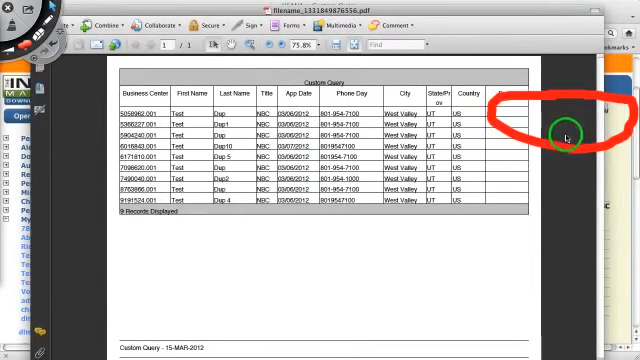 filename_1331849876556.pdf
Create Combine Collaborate Secure Sign Forms Multimedia Comment
1 / 1 75.8% Find
Custom Query
Business Center First Name Last Name Title App Date Phone Day City State/Prov Country
5058962.001 Test Dup NBC 03/06/2012 801-954-7100 West Valley UT US
5366227.001 Test Dup1 NBC 03/06/2012 801-954-7100 West Valley UT US
5904240.001 Test Dup NBC 03/06/2012 801-954-7100 West Valley UT US
6016843.001 Test Dup10 NBC 03/07/2012 8019547100 West Valley UT US
6171810.001 Test Dup 5 NBC 03/06/2012 801954-7100 West Valley UT US
7098620.001 Test Dup NBC 03/06/2012 801-954-7100 West Valley UT US
7490040.001 Test Dup2 NBC 03/06/2012 801-954-1000 West Valley UT US
8763866.001 Test Dup NBC 03/06/2012 801-954-7100 West Valley UT US
9191524.001 Test Dup 4 NBC 03/06/2012 8019547100 West Valley UT US
9 Records Displayed
Custom Query - 15-MAR-2012